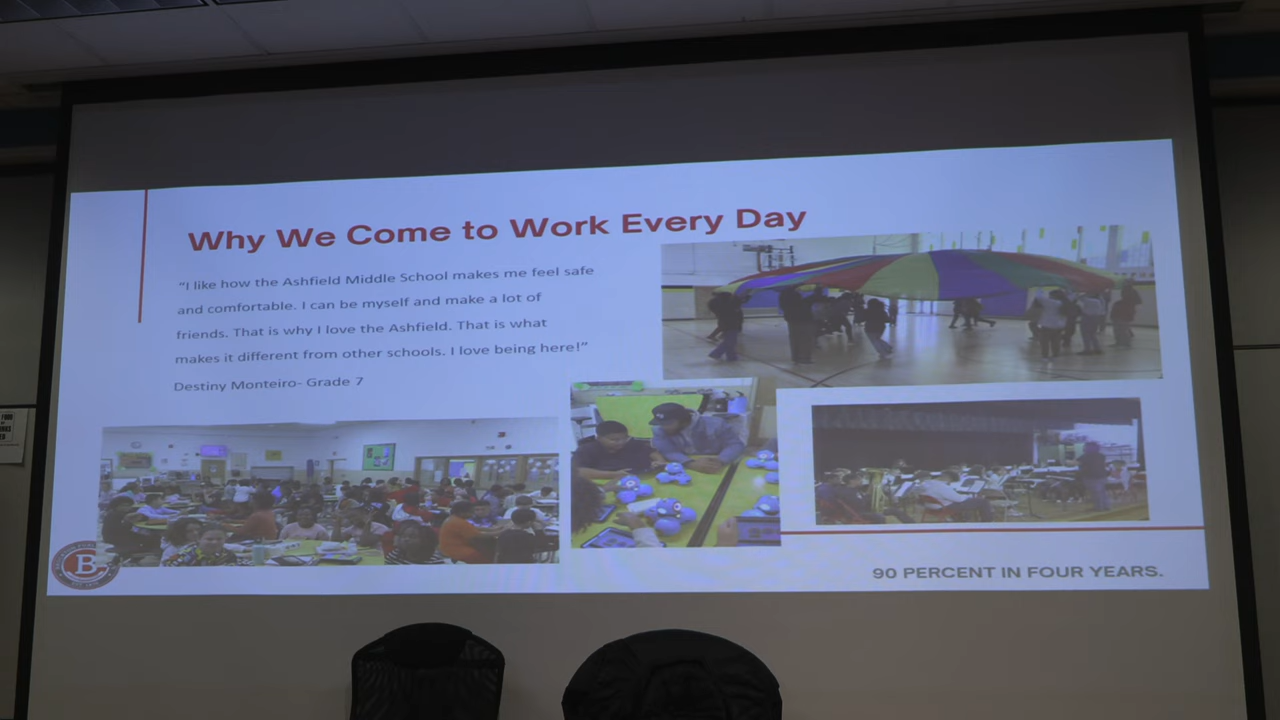 Why We Come to Work Every Day
“I like how the Ashfield Middle School makes me feel safe
and comfortable. I can be myself and make a lot of
friends. That is why I love the Ashfield. That is what
makes it different from other schools. I love being here!”
Destiny Monteiro- Grade 7
B
90 PERCENT IN FOUR YEARS.